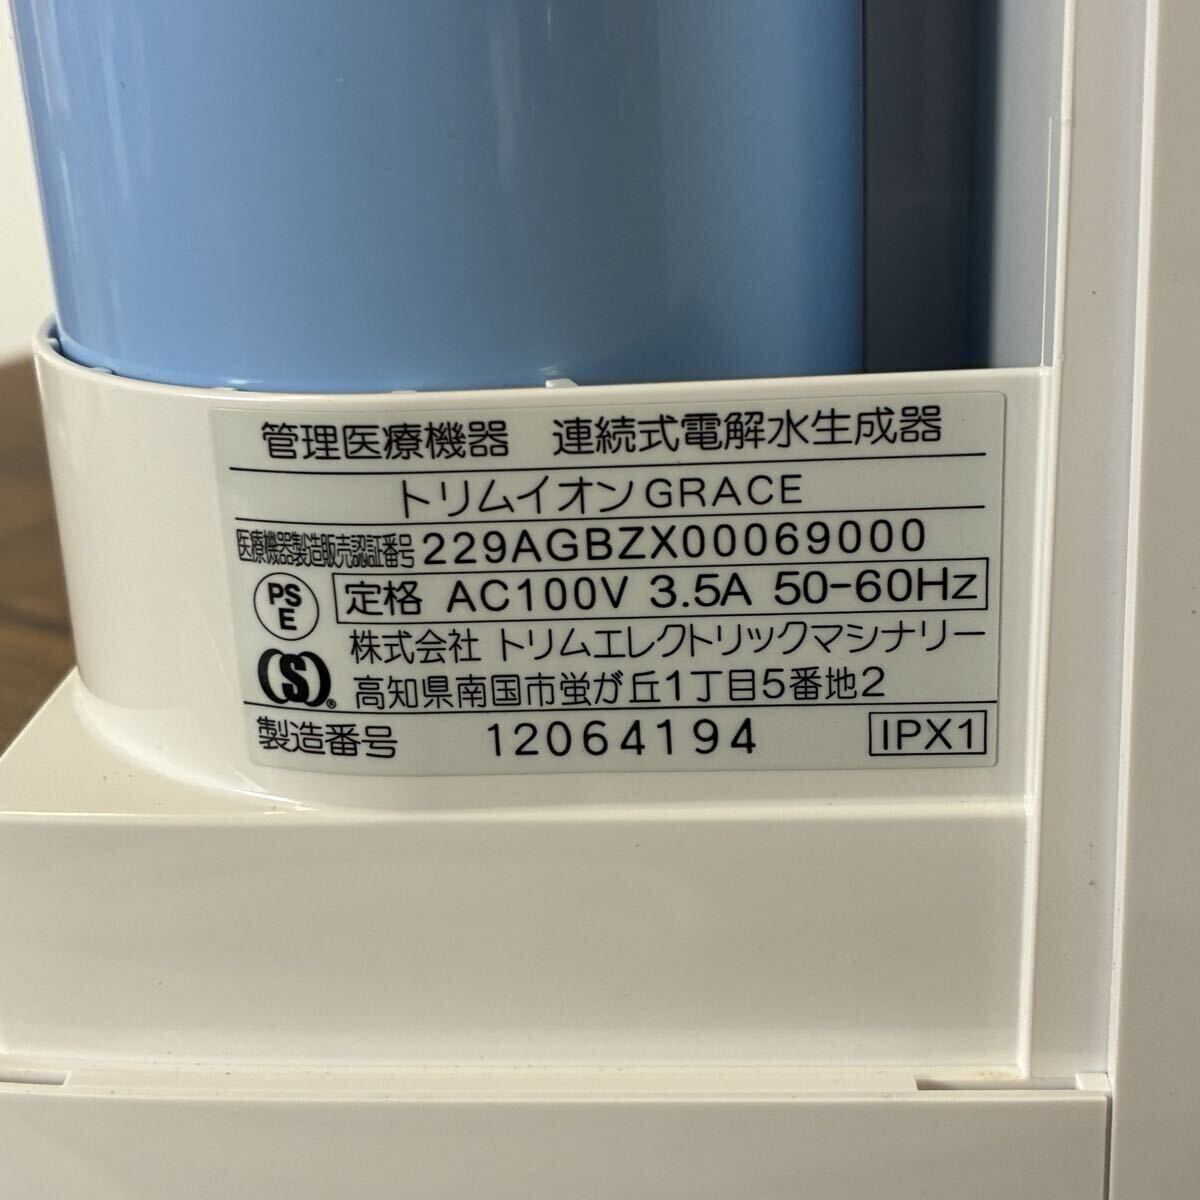 管理医療機器　連続式電解水生成器
トリムイオンGRACE
医療機器製造販売認証番号 229AGBZX00069000
PS E 定格 AC100V 3.5A 50-60Hz
株式会社 トリムエレクトリックマシナリー
(S)® 高知県南国市蛍が丘1丁目5番地2
製造番号 12064194 IPX1